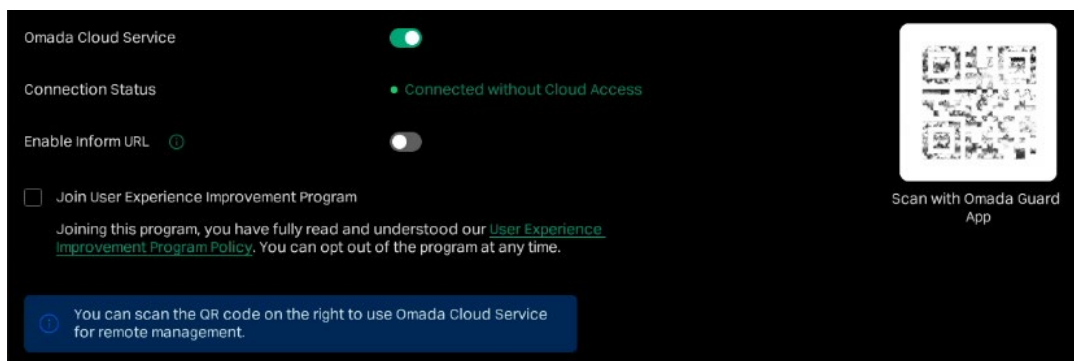 Omada Cloud Service
Connection Status
Connected without Cloud Access
Enable Inform URL
Join User Experience Improvement Program
Joining this program, you have fully read and understood our User Experience
Improvement Program Policy. You can opt out of the program at any time.
You can scan the QR code on the right to use Omada Cloud Service
for remote management.
Scan with Omada Guard
App